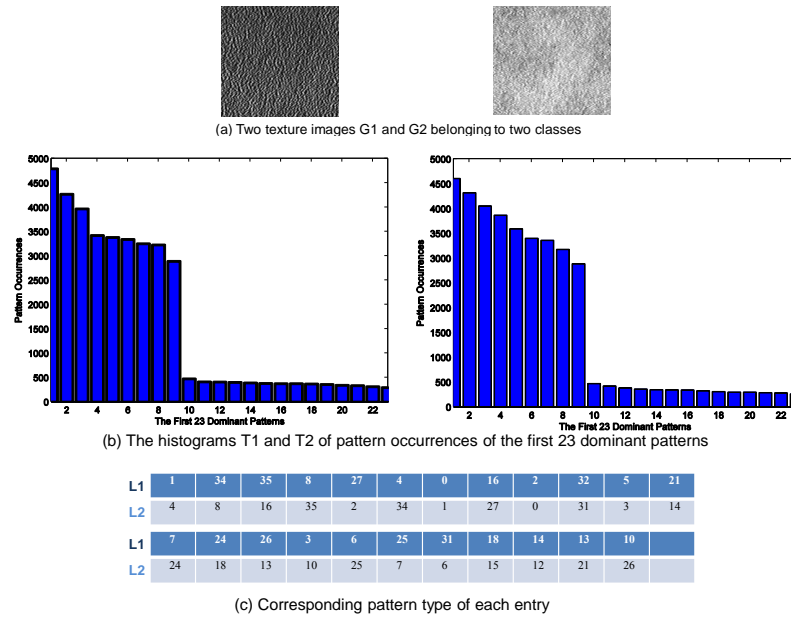 (a) Two texture images G1 and G2 belonging to two classes
5000
4500
4000
3500
3000
2500
2000
1500
1000
500
0
Pattern Occurrences
2 4 6 8 10 12 14 16 18 20 22
The First 23 Dominant Patterns
5000
4500
4000
3500
3000
2500
2000
1500
1000
500
0
Pattern Occurrences
2 4 6 8 10 12 14 16 18 20 22
The First 23 Dominant Patterns
(b) The histograms T1 and T2 of pattern occurrences of the first 23 dominant patterns
L1 1 34 35 8 27 4 0 16 2 32 5 21
L2 4 8 16 35 2 34 1 27 0 31 3 14
L1 7 24 26 3 6 25 31 18 14 13 10
L2 24 18 13 10 25 7 6 15 12 21 26
(c) Corresponding pattern type of each entry